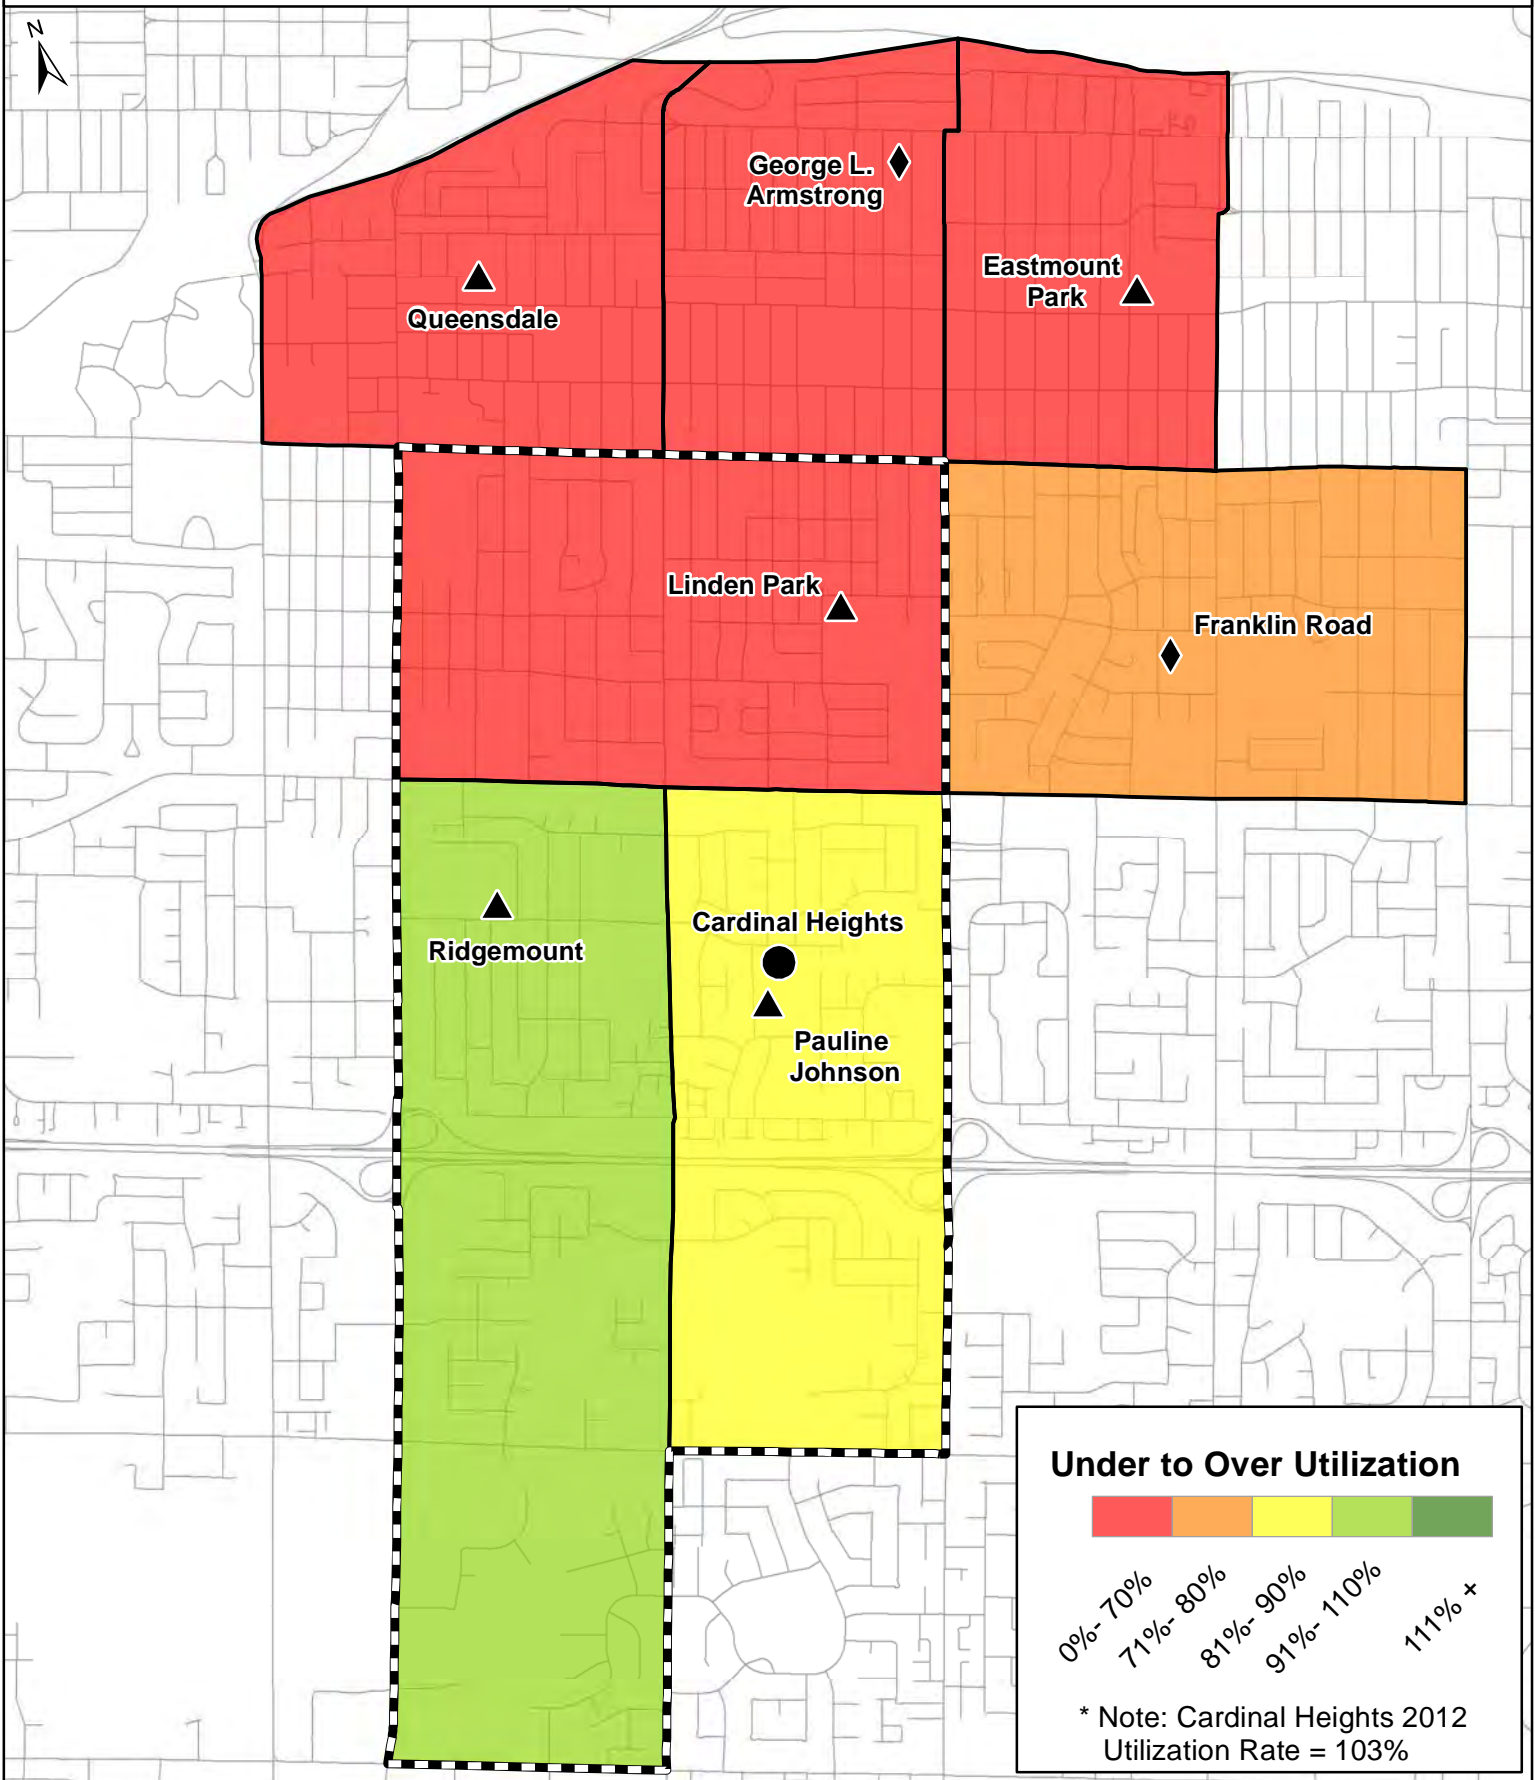 N
George L.
Armstrong
Eastmount
Park
Queensdale
Linden Park
Franklin Road
Ridgemount
Cardinal Heights
Pauline
Johnson
Under to Over Utilization
0%- 70%
71%- 80%
81%- 90%
91%- 110%
111% +
* Note: Cardinal Heights 2012
Utilization Rate = 103%